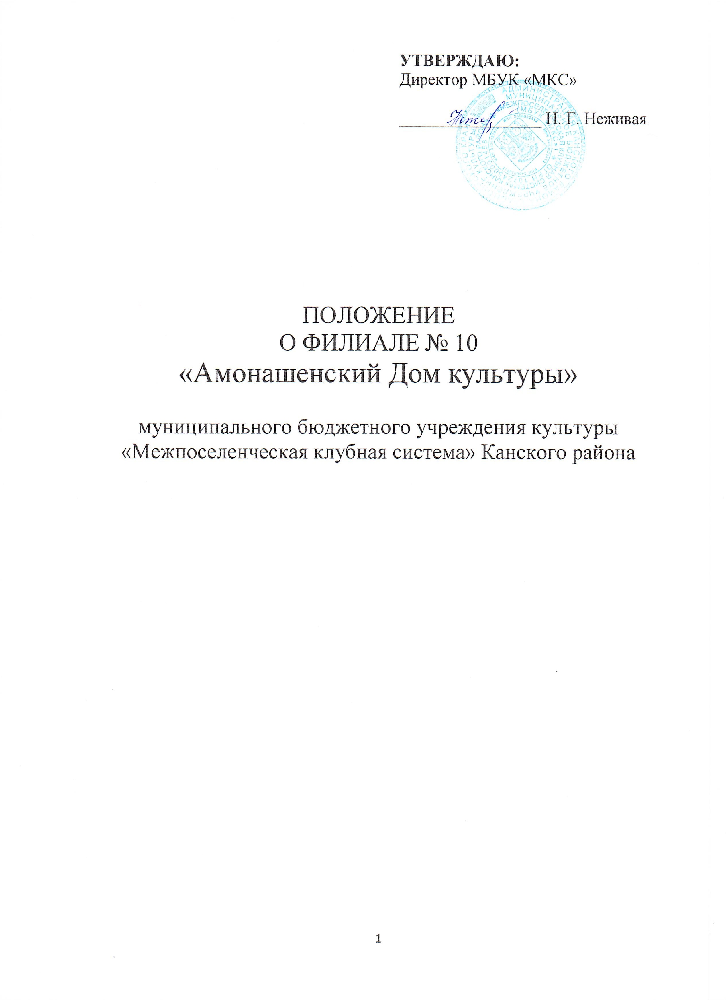 УТВЕРЖДАЮ:
Директор МБУК «МКС»
Н. Г. Неживая
ПОЛОЖЕНИЕ
О ФИЛИАЛЕ № 10
«Амонашенский Дом культуры»
муниципального бюджетного учреждения культуры
«Межпоселенческая клубная система» Канского района
1